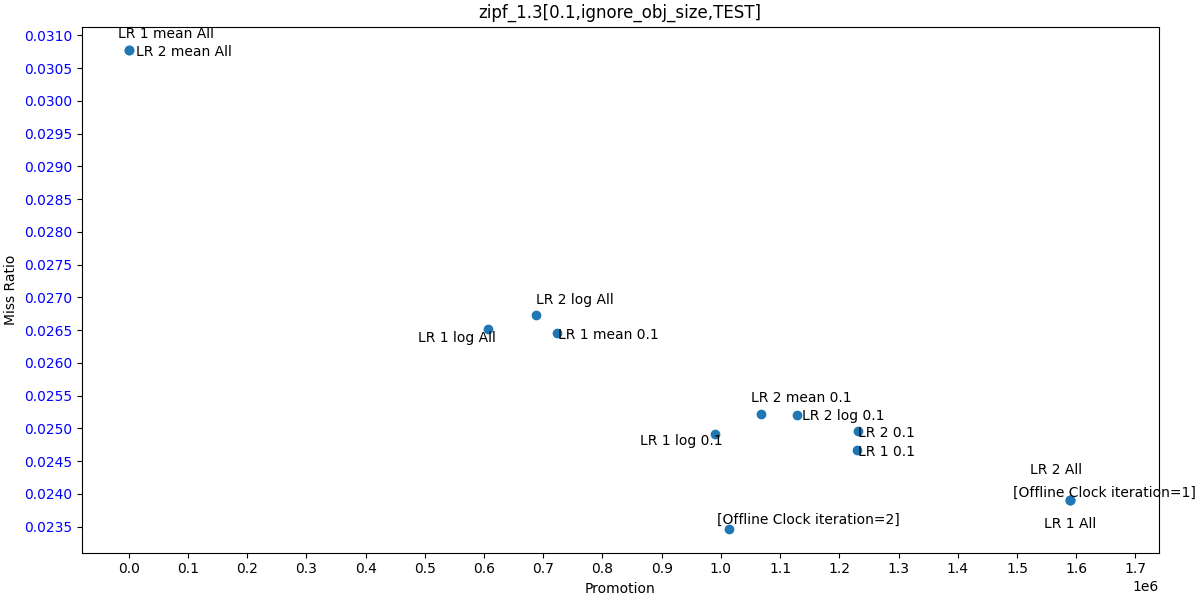 zipf_1.3[0.1,ignore_obj_size,TEST]
0.0310
LR 1 mean All
LR 2 mean All
0.0305
0.0300
0.0295
0.0290
0.0285
0.0280
0.0275
0.0270
LR 2 log All
0.0265
LR 1 log All
LR 1 mean 0.1
0.0260
0.0255
LR 2 mean 0.1
LR 2 log 0.1
0.0250
LR 2 0.1
LR 1 log 0.1
LR 1 0.1
0.0245
LR 2 All
0.0240
[Offline Clock iteration=1]
[Offline Clock iteration=2]
LR 1 All
0.0235
Miss Ratio
0.0 0.1 0.2 0.3 0.4 0.5 0.6 0.7 0.8 0.9 1.0 1.1 1.2 1.3 1.4 1.5 1.6 1.7
1e6
Promotion